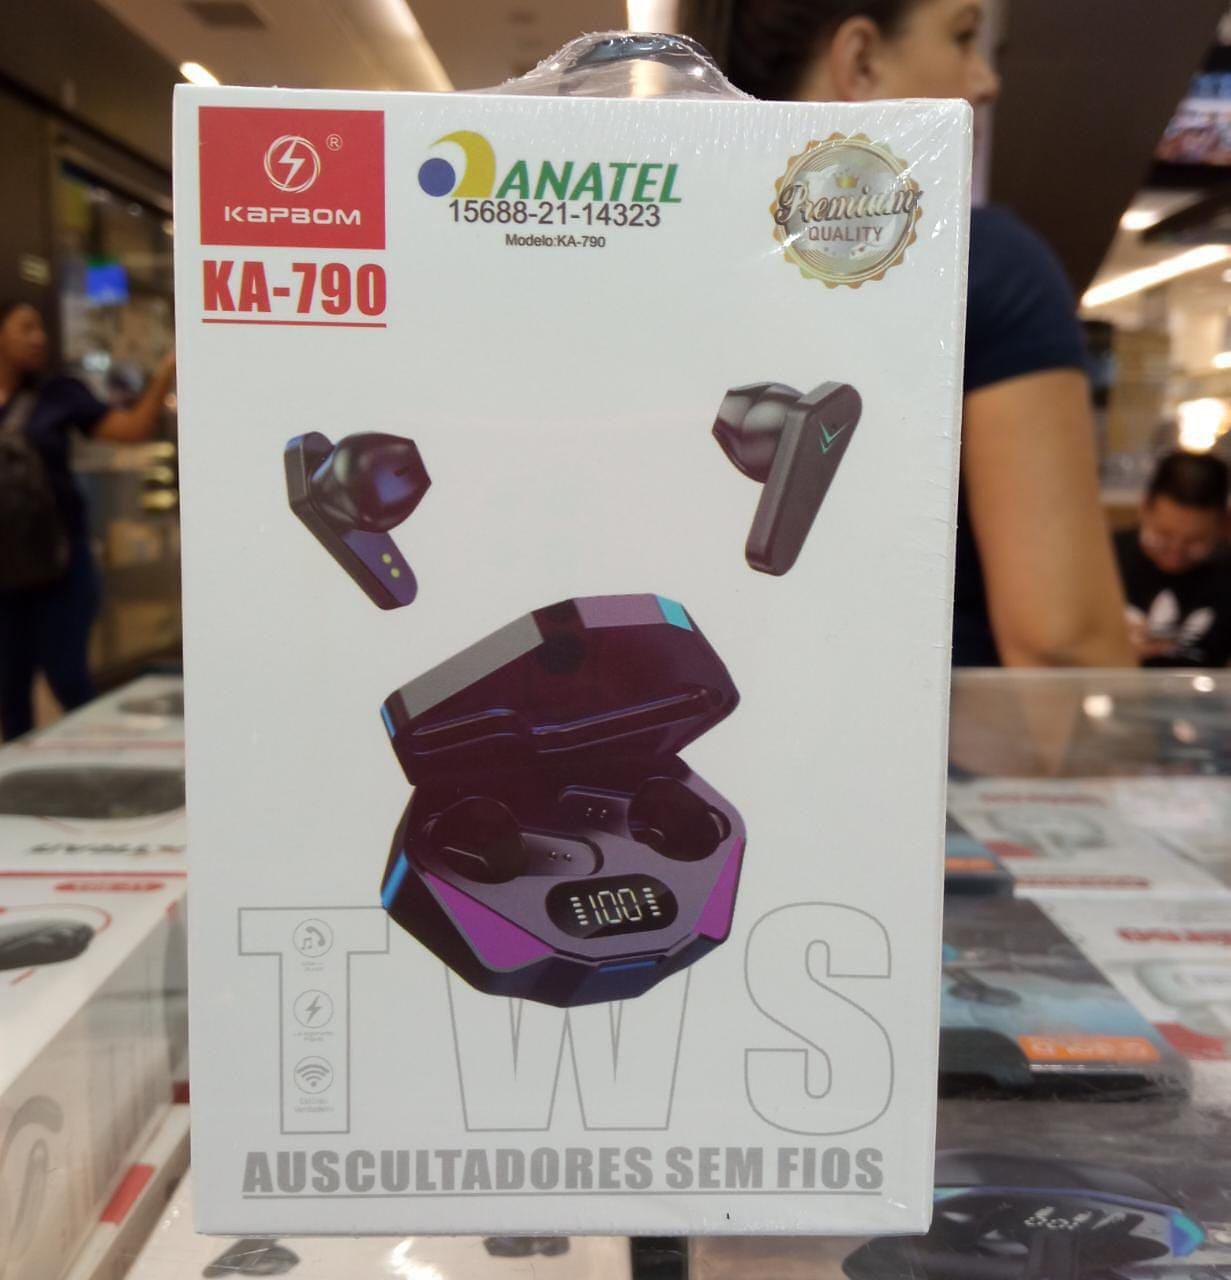 KAPBOM
®
KA-790
ANATEL
15688-21-14323
Modelo:KA-790
Premium
QUALITY
100
TWS
AUSCULTADORES SEM FIOS